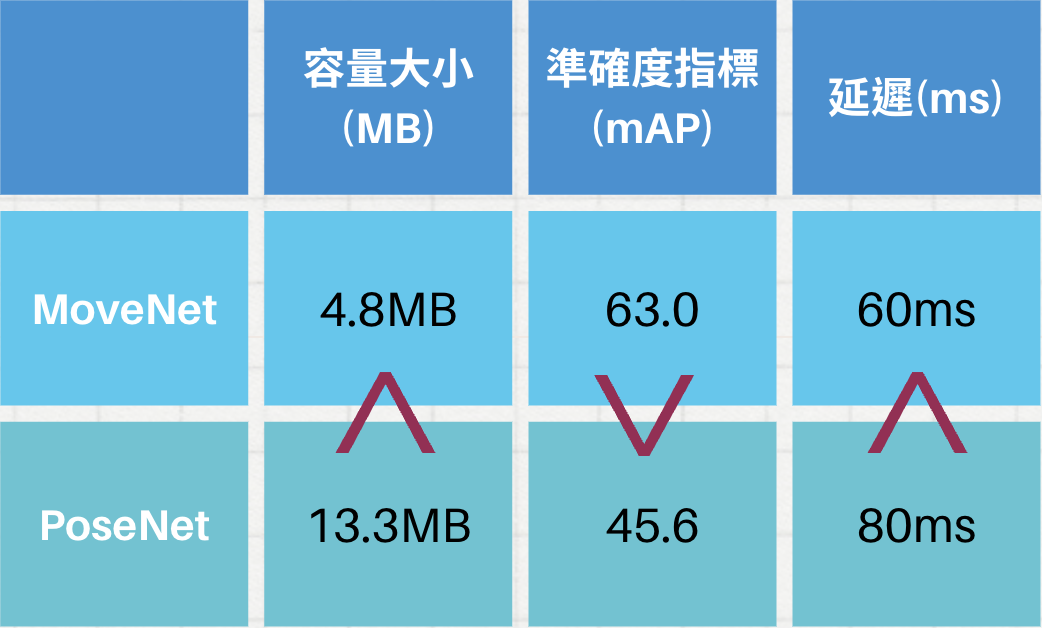 容量大小
(MB)
準確度指標
(mAP)
延遲(ms)
MoveNet
4.8MB
63.0
60ms
PoseNet
13.3MB
45.6
80ms